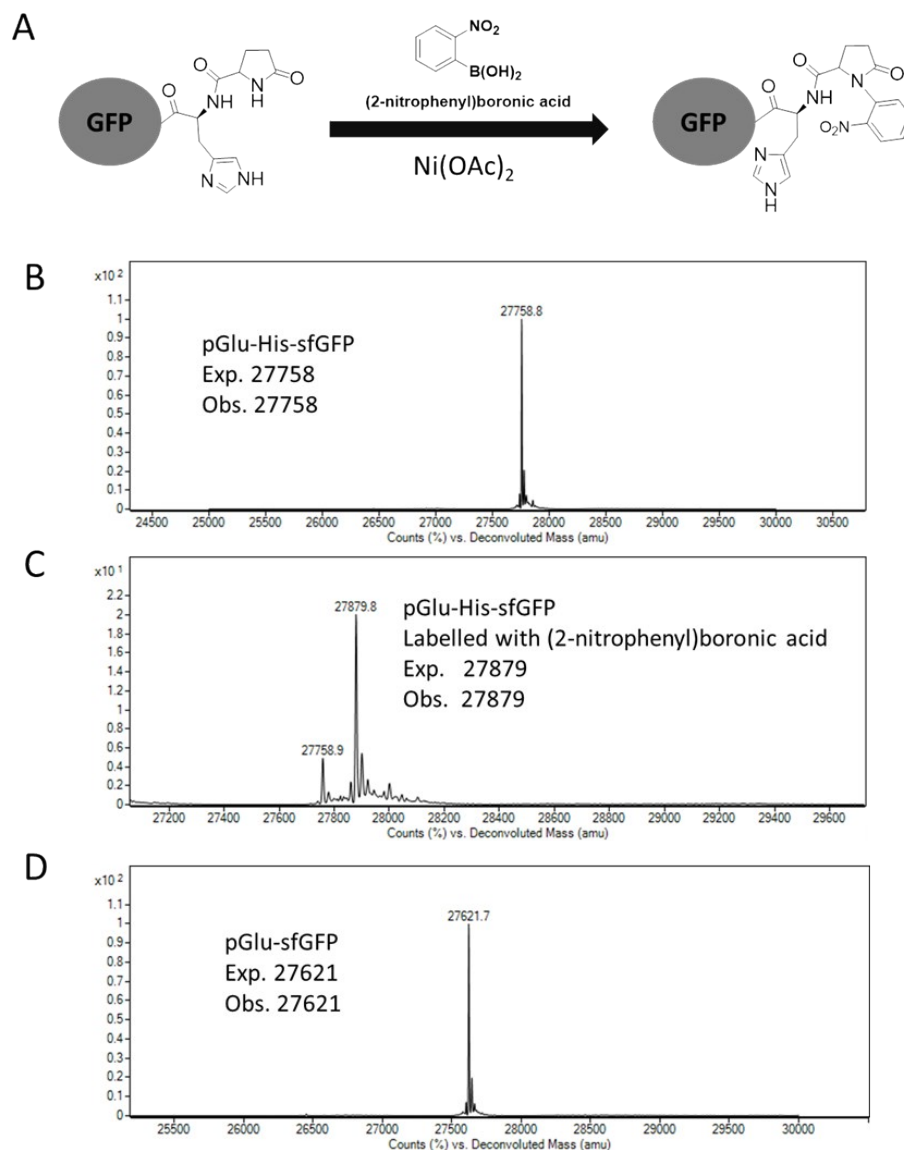 A
GFP
O
NH
O
O
N
H
O
N
NH
NO₂
B(OH)₂
(2-nitrophenyl)boronic acid
Ni(OAc)₂
GFP
O
NH
O
O
N
O
O₂N
N
N
H
B
x10 ²
1.1
1
0.9
0.8
0.7
0.6
0.5
0.4
0.3
0.2
0.1
0
27758.8
pGlu-His-sfGFP
Exp. 27758
Obs. 27758
24500 25000 25500 26000 26500 27000 27500 28000 28500 29000 29500 30000 30500
Counts (%) vs. Deconvoluted Mass (amu)
C
x10 ¹
2.2
2
1.8
1.6
1.4
1.2
1
0.8
0.6
0.4
0.2
0
27879.8
27758.9
pGlu-His-sfGFP
Labelled with (2-nitrophenyl)boronic acid
Exp. 27879
Obs. 27879
27200 27400 27600 27800 28000 28200 28400 28600 28800 29000 29200 29400 29600
Counts (%) vs. Deconvoluted Mass (amu)
D
x10 ²
1.1
1
0.9
0.8
0.7
0.6
0.5
0.4
0.3
0.2
0.1
0
27621.7
pGlu-sfGFP
Exp. 27621
Obs. 27621
25500 26000 26500 27000 27500 28000 28500 29000 29500 30000
Counts (%) vs. Deconvoluted Mass (amu)